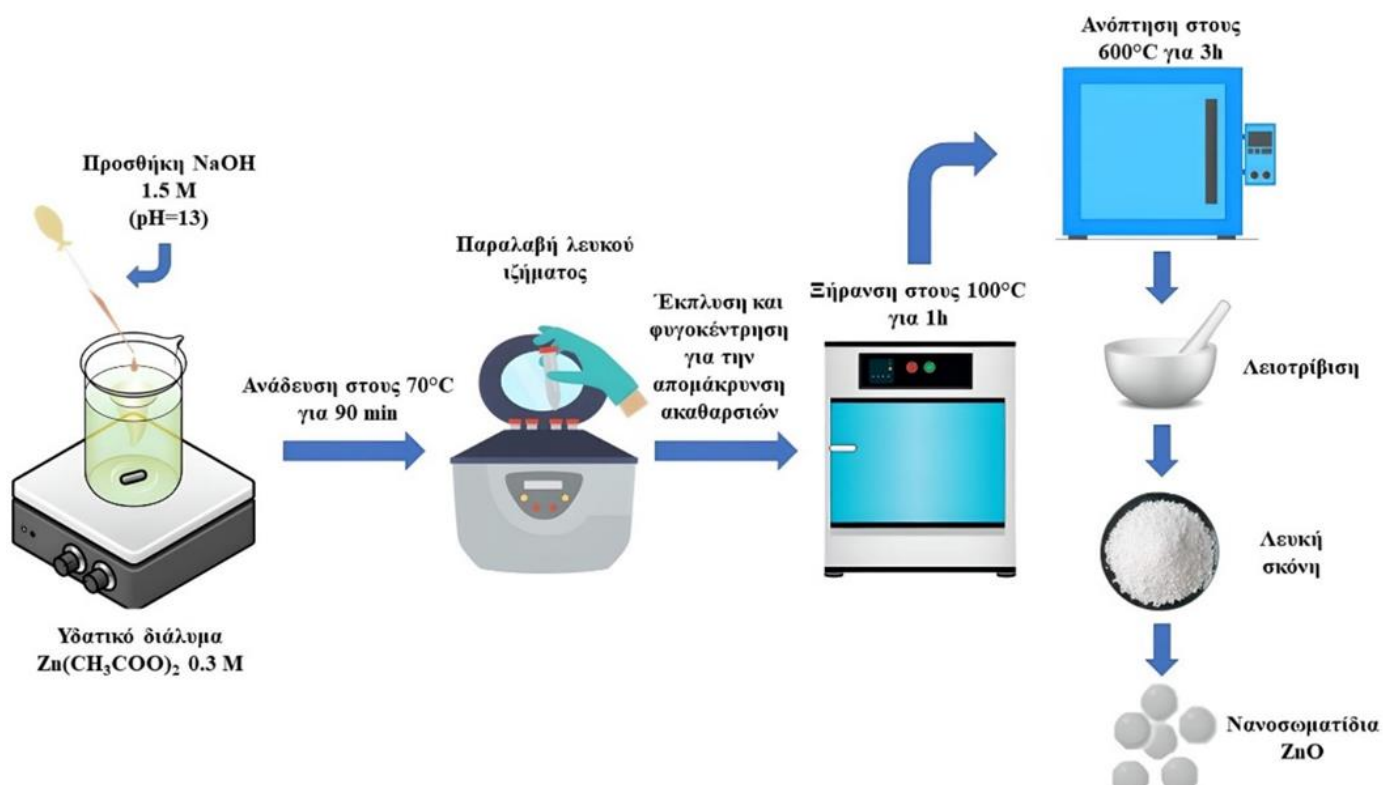 Προσθήκη NaOH
1.5 M
(pH=13)
Υδατικό διάλυμα
Zn(CH₃COO)₂ 0.3 M
Ανάδευση στους 70°C
για 90 min
Παραλαβή λευκού
ιζήματος
Έκπλυση και
φυγοκέντρηση
για την
απομάκρυνση
ακαθαρσιών
Ξήρανση στους 100°C
για 1h
Ανόπτηση στους
600°C για 3h
Λειοτρίβιση
Λευκή
σκόνη
Νανοσωματίδια
ZnO